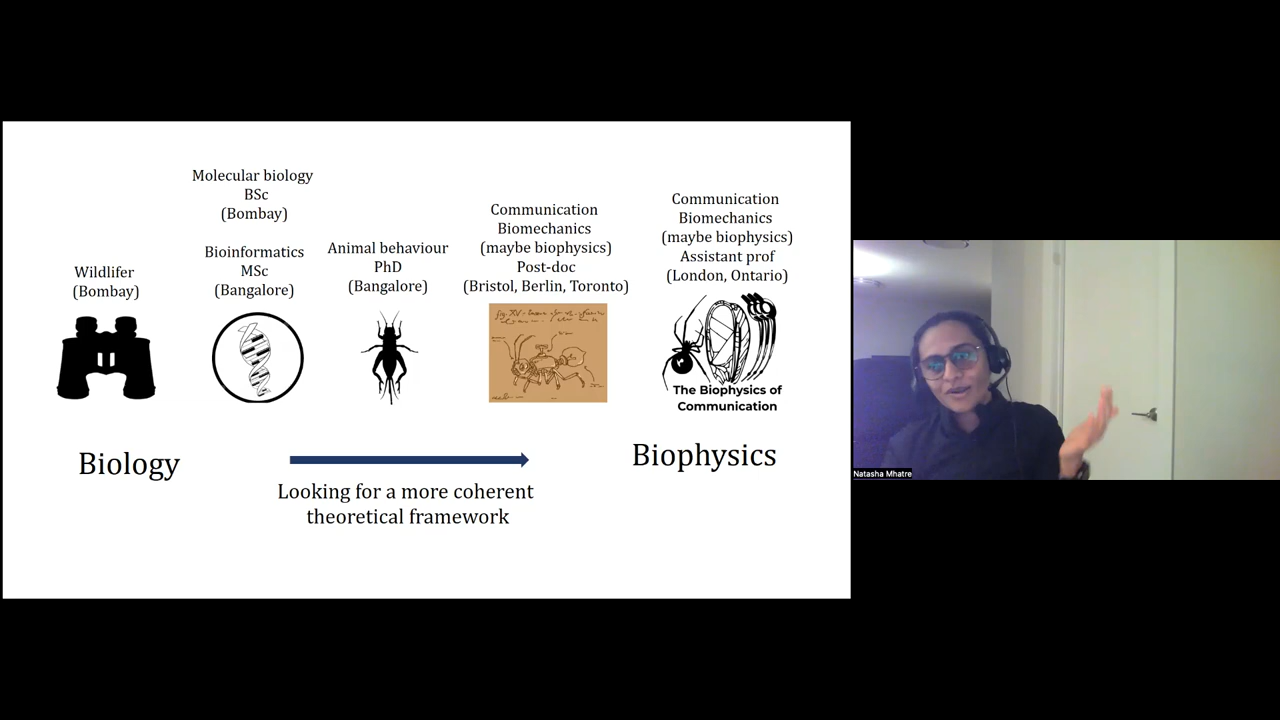 Wildlifer
(Bombay)
Molecular biology
BSc
(Bombay)
Bioinformatics
MSc
(Bangalore)
Animal behaviour
PhD
(Bangalore)
Communication
Biomechanics
(maybe biophysics)
Post-doc
(Bristol, Berlin, Toronto)
Communication
Biomechanics
(maybe biophysics)
Assistant prof
(London, Ontario)
The Biophysics of
Communication
Biology
Biophysics
Looking for a more coherent
theoretical framework
Natasha Mhatre